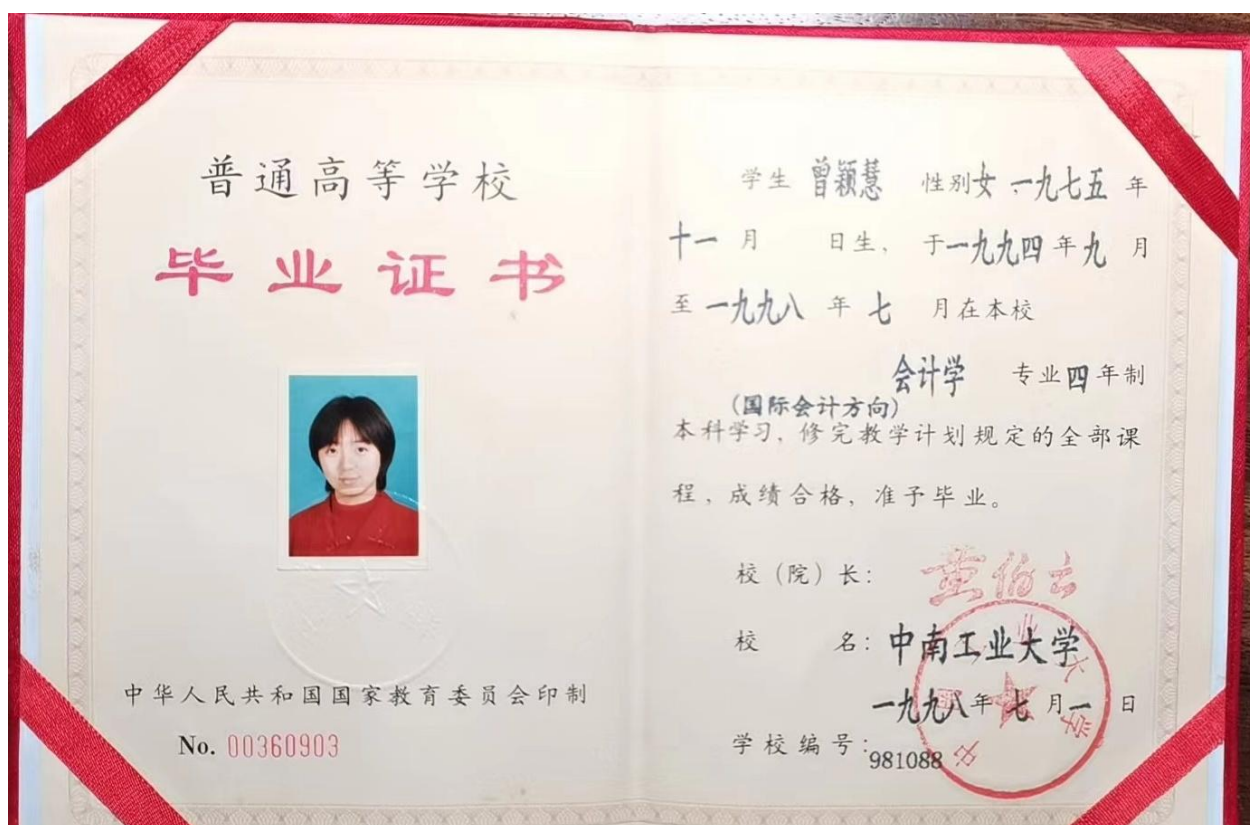 普通高等学校
毕业证书
中华人民共和国国家教育委员会印制
No. 00360903
学生 曾颖慧 性别女、一九七五 年
十一 月 日生, 于一九九四年九 月
至 一九九八 年 七 月在本校
会计学 专业四年制
(国际会计方向)
本科学习, 修完教学计划规定的全部课
程, 成绩合格, 准予毕业。
校(院)长: 黄伯云
校 名: 中南工业大学
一九九八年 七 月 一 日
学校编号: 981088